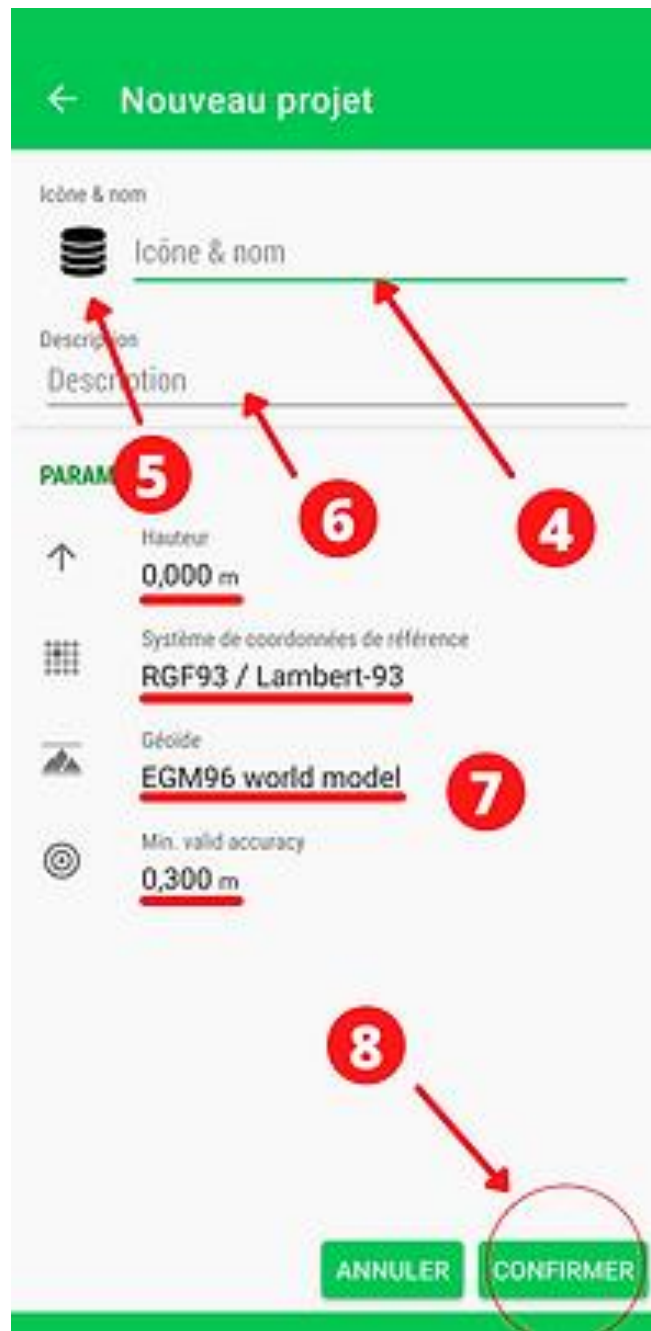 Nouveau projet
Icône & nom
Icône & nom
Description
Description
PARAM
5
6
4
Hauteur
0,000 m
Système de coordonnées de référence
RGF93 / Lambert-93
Géoïde
EGM96 world model
7
Min. valid accuracy
0,300 m
8
ANNULER
CONFIRMER